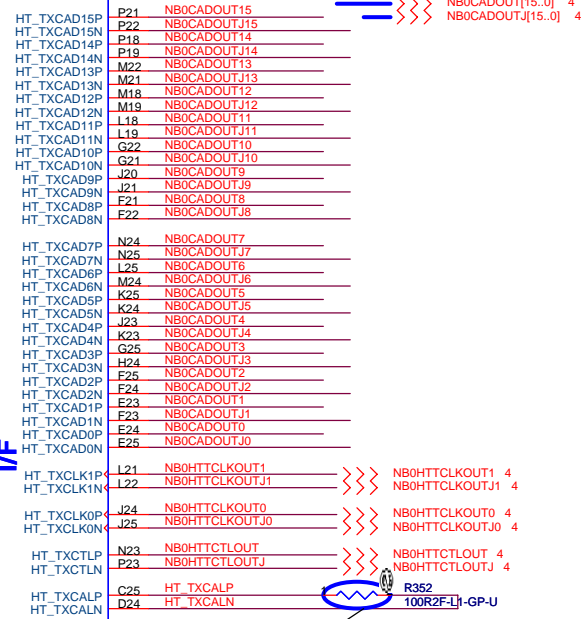 NB0CADOUT[15..0] 4
HT_TXCAD15P P21 NB0CADOUT15
NB0CADOUTJ[15..0] 4
HT_TXCAD15N P22 NB0CADOUTJ15
HT_TXCAD14P P18 NB0CADOUT14
HT_TXCAD14N P19 NB0CADOUTJ14
HT_TXCAD13P M22 NB0CADOUT13
HT_TXCAD13N M21 NB0CADOUTJ13
HT_TXCAD12P M18 NB0CADOUT12
HT_TXCAD12N M19 NB0CADOUTJ12
HT_TXCAD11P L18 NB0CADOUT11
HT_TXCAD11N L19 NB0CADOUTJ11
HT_TXCAD10P G22 NB0CADOUT10
HT_TXCAD10N G21 NB0CADOUTJ10
HT_TXCAD9P J20 NB0CADOUT9
HT_TXCAD9N J21 NB0CADOUTJ9
HT_TXCAD8P F21 NB0CADOUT8
HT_TXCAD8N F22 NB0CADOUTJ8
HT_TXCAD7P N24 NB0CADOUT7
HT_TXCAD7N N25 NB0CADOUTJ7
HT_TXCAD6P L25 NB0CADOUT6
HT_TXCAD6N M24 NB0CADOUTJ6
HT_TXCAD5P K25 NB0CADOUT5
HT_TXCAD5N K24 NB0CADOUTJ5
HT_TXCAD4P J23 NB0CADOUT4
HT_TXCAD4N K23 NB0CADOUTJ4
HT_TXCAD3P G25 NB0CADOUT3
HT_TXCAD3N H24 NB0CADOUTJ3
HT_TXCAD2P F25 NB0CADOUT2
HT_TXCAD2N F24 NB0CADOUTJ2
HT_TXCAD1P E23 NB0CADOUT1
HT_TXCAD1N F23 NB0CADOUTJ1
HT_TXCAD0P E24 NB0CADOUT0
HT_TXCAD0N E25 NB0CADOUTJ0
I/F
HT_TXCLK1P L21 NB0HTTCLKOUT1 NB0HTTCLKOUT1 4
HT_TXCLK1N L22 NB0HTTCLKOUTJ1 NB0HTTCLKOUTJ1 4
HT_TXCLK0P J24 NB0HTTCLKOUT0 NB0HTTCLKOUT0 4
HT_TXCLK0N J25 NB0HTTCLKOUTJ0 NB0HTTCLKOUTJ0 4
HT_TXCTLP N23 NB0HTTCTLOUT NB0HTTCTLOUT 4
HT_TXCTLN P23 NB0HTTCTLOUTJ NB0HTTCTLOUTJ 4
HT_TXCALP C25 HT_TXCALP 1 R352
HT_TXCALN D24 HT_TXCALN 100R2F-L1-GP-U